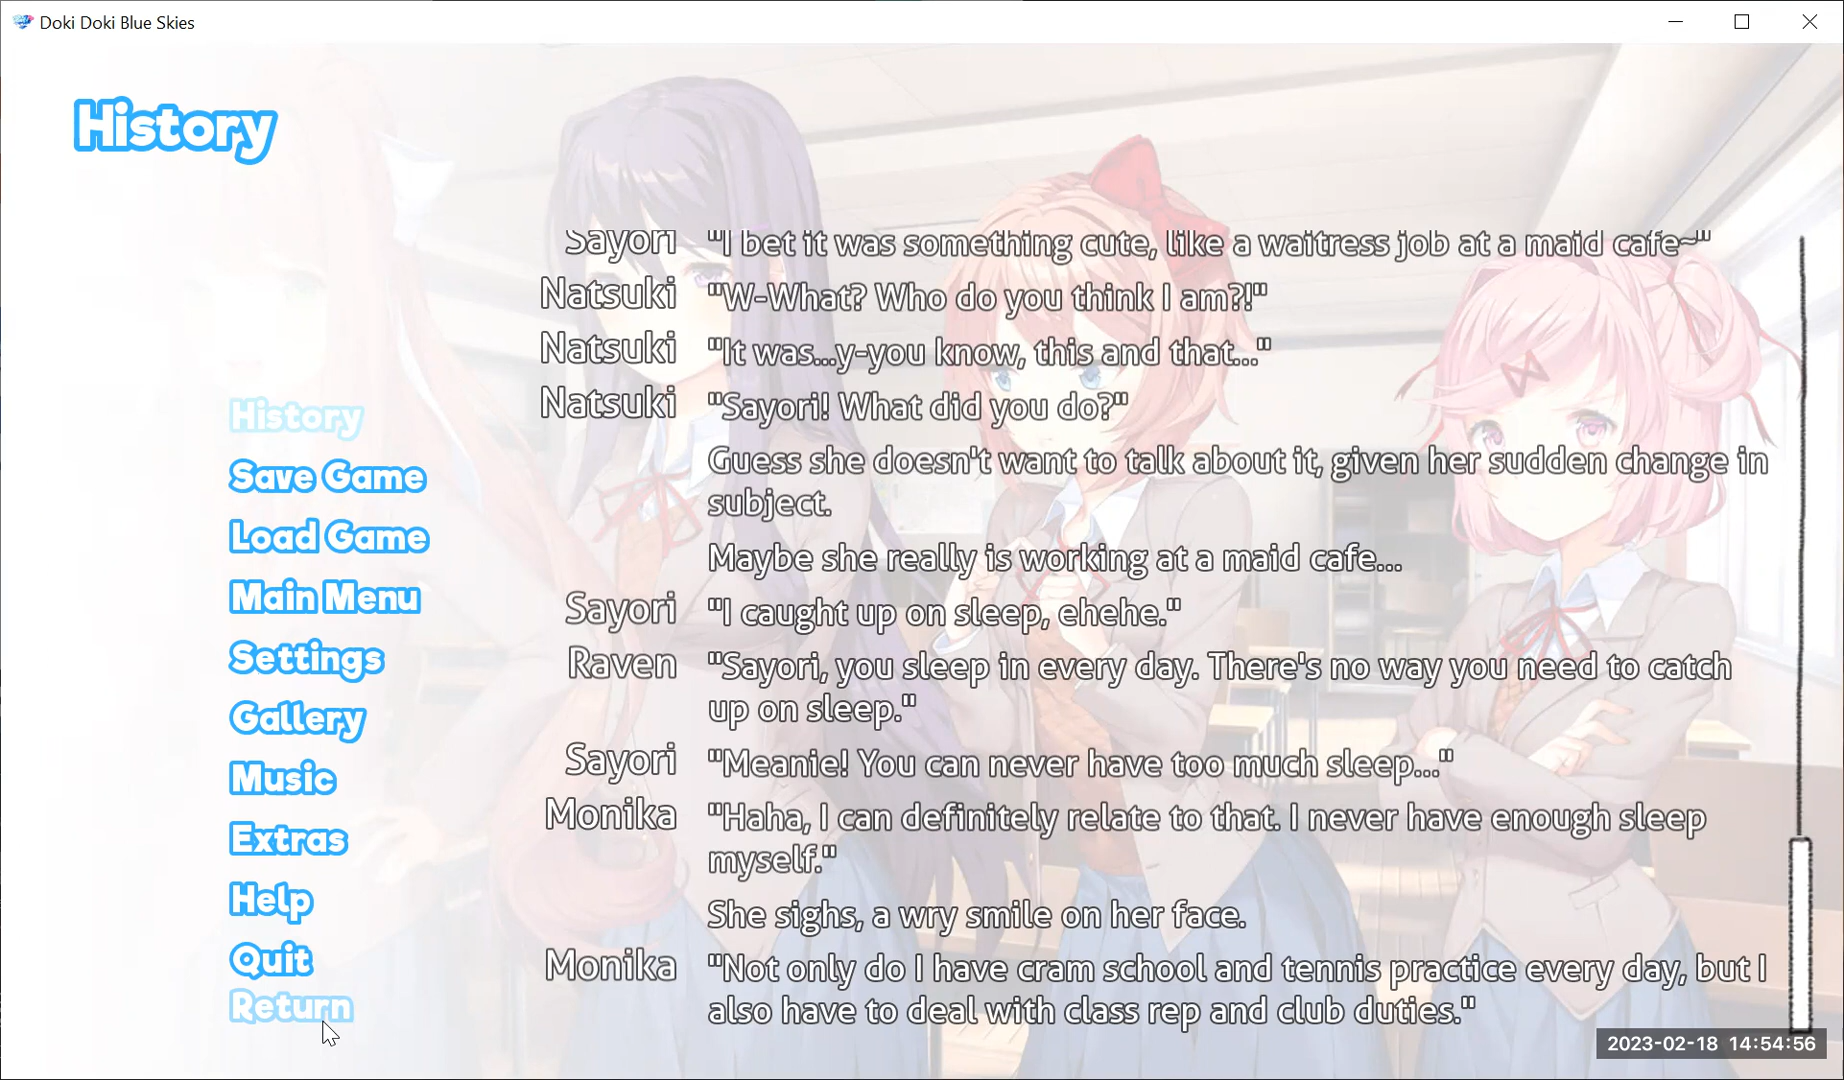 Doki Doki Blue Skies
History
Sayori "I bet it was something cute, like a waitress job at a maid cafe~"
Natsuki "W-What? Who do you think I am?!"
Natsuki "It was...y-you know, this and that..."
Natsuki "Sayori! What did you do?"
Guess she doesn't want to talk about it, given her sudden change in
subject.
Maybe she really is working at a maid cafe...
Sayori "I caught up on sleep, ehehe."
Raven "Sayori, you sleep in every day. There's no way you need to catch
up on sleep."
Sayori "Meanie! You can never have too much sleep..."
Monika "Haha, I can definitely relate to that. I never have enough sleep
myself."
She sighs, a wry smile on her face.
Monika "Not only do I have cram school and tennis practice every day, but I
also have to deal with class rep and club duties."
History
Save Game
Load Game
Main Menu
Settings
Gallery
Music
Extras
Help
Quit
Return
2023-02-18 14:54:56